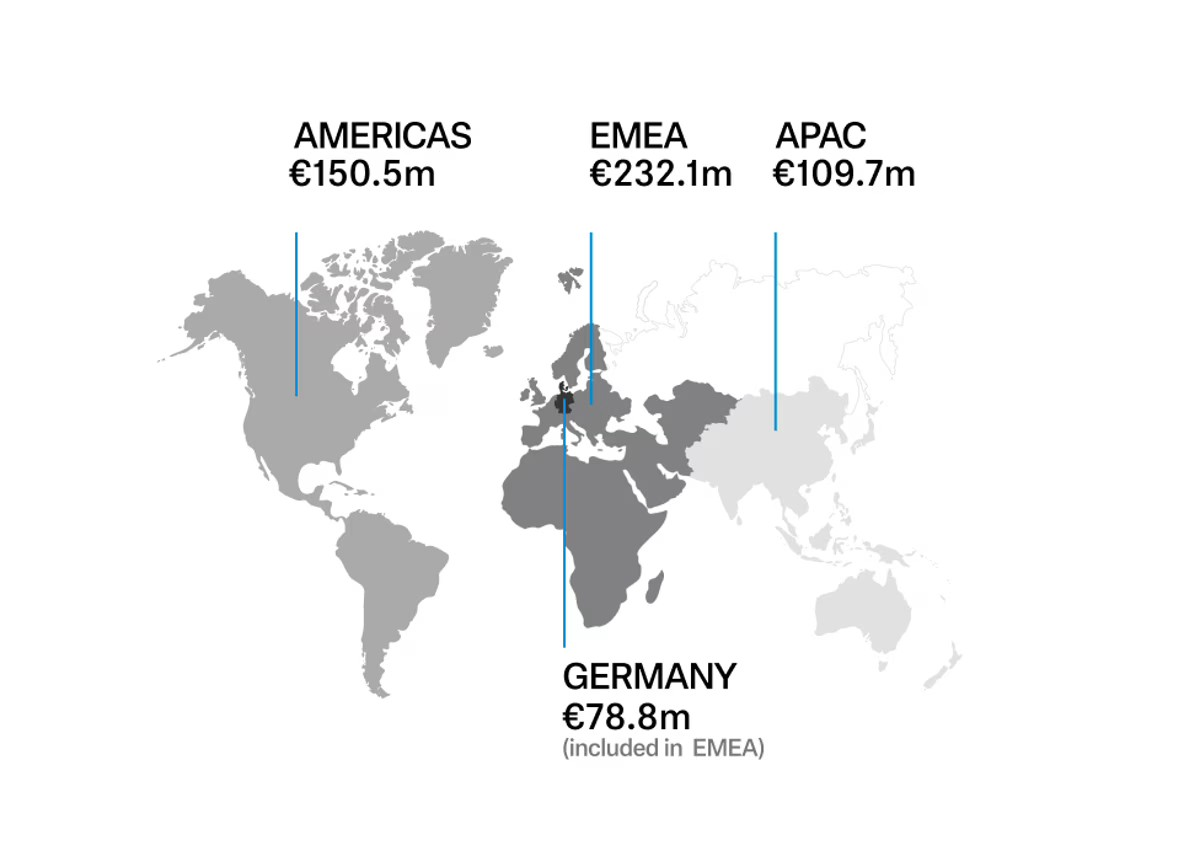 AMERICAS
€150.5m
EMEA
€232.1m
APAC
€109.7m
GERMANY
€78.8m
(included in EMEA)